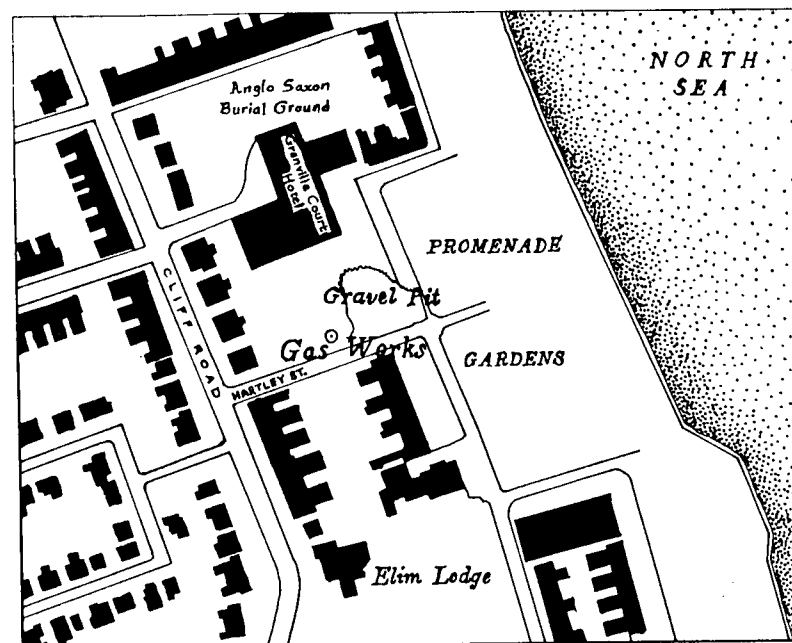 NORTH
SEA
Anglo Saxon
Burial Ground
Granville Court
Hotel
PROMENADE
Gravel Pit
CLIFF ROAD
Gas Works
GARDENS
HARTLEY ST.
Elim Lodge